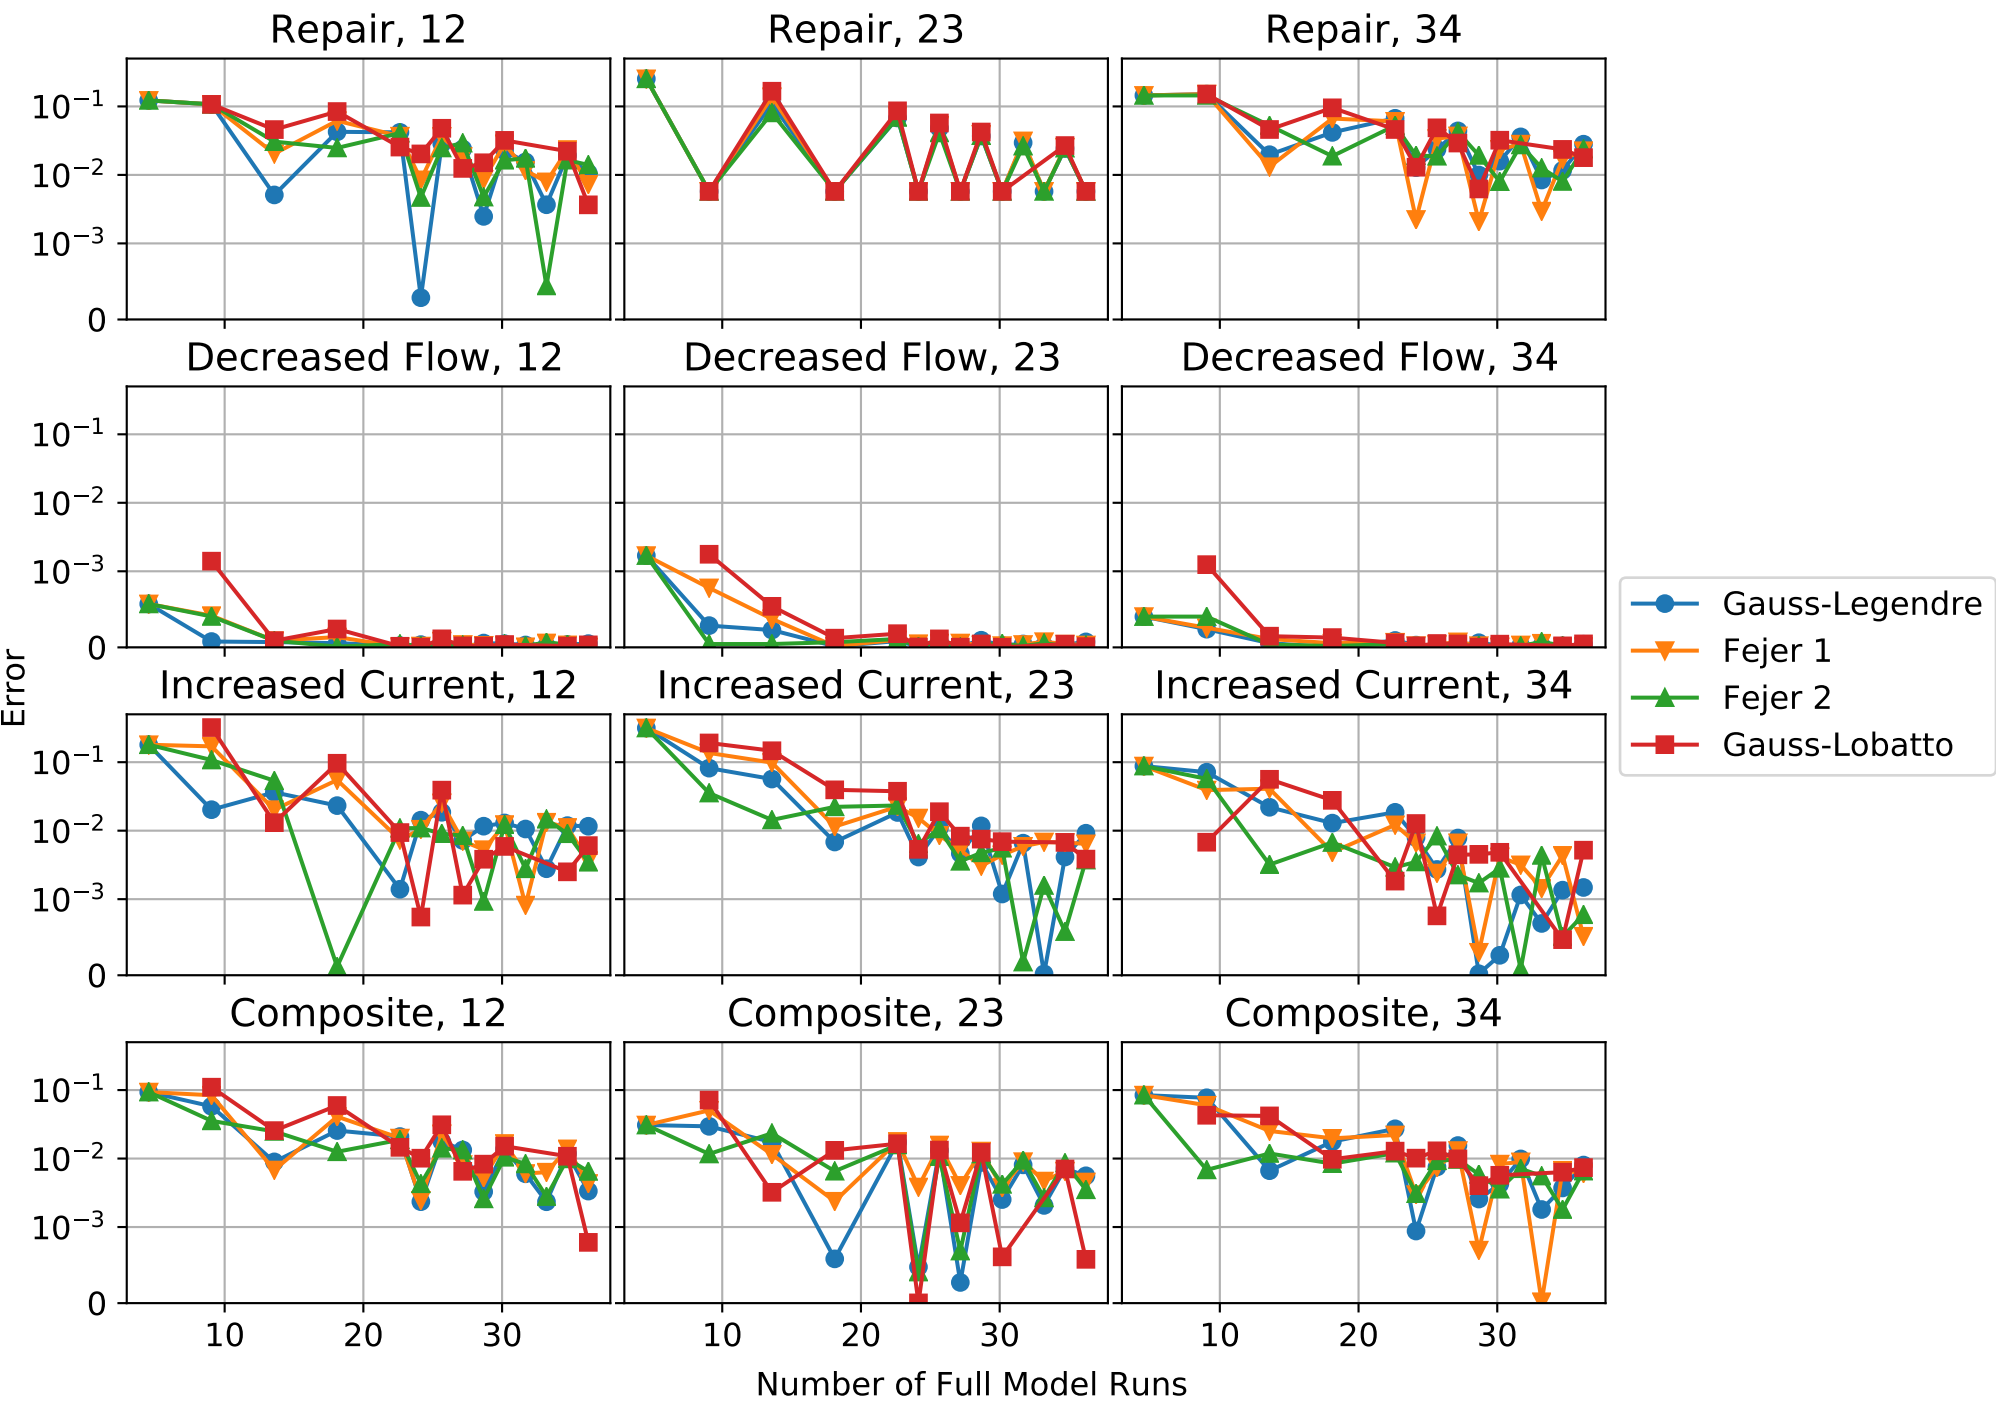 Repair, 12
Repair, 23
Repair, 34
10⁻¹
10⁻²
10⁻³
0
Decreased Flow, 12
Decreased Flow, 23
Decreased Flow, 34
10⁻¹
10⁻²
10⁻³
0
Increased Current, 12
Increased Current, 23
Increased Current, 34
10⁻¹
10⁻²
10⁻³
0
Composite, 12
Composite, 23
Composite, 34
10⁻¹
10⁻²
10⁻³
0
10 20 30
10 20 30
10 20 30
Error
Number of Full Model Runs
Gauss-Legendre
Fejer 1
Fejer 2
Gauss-Lobatto